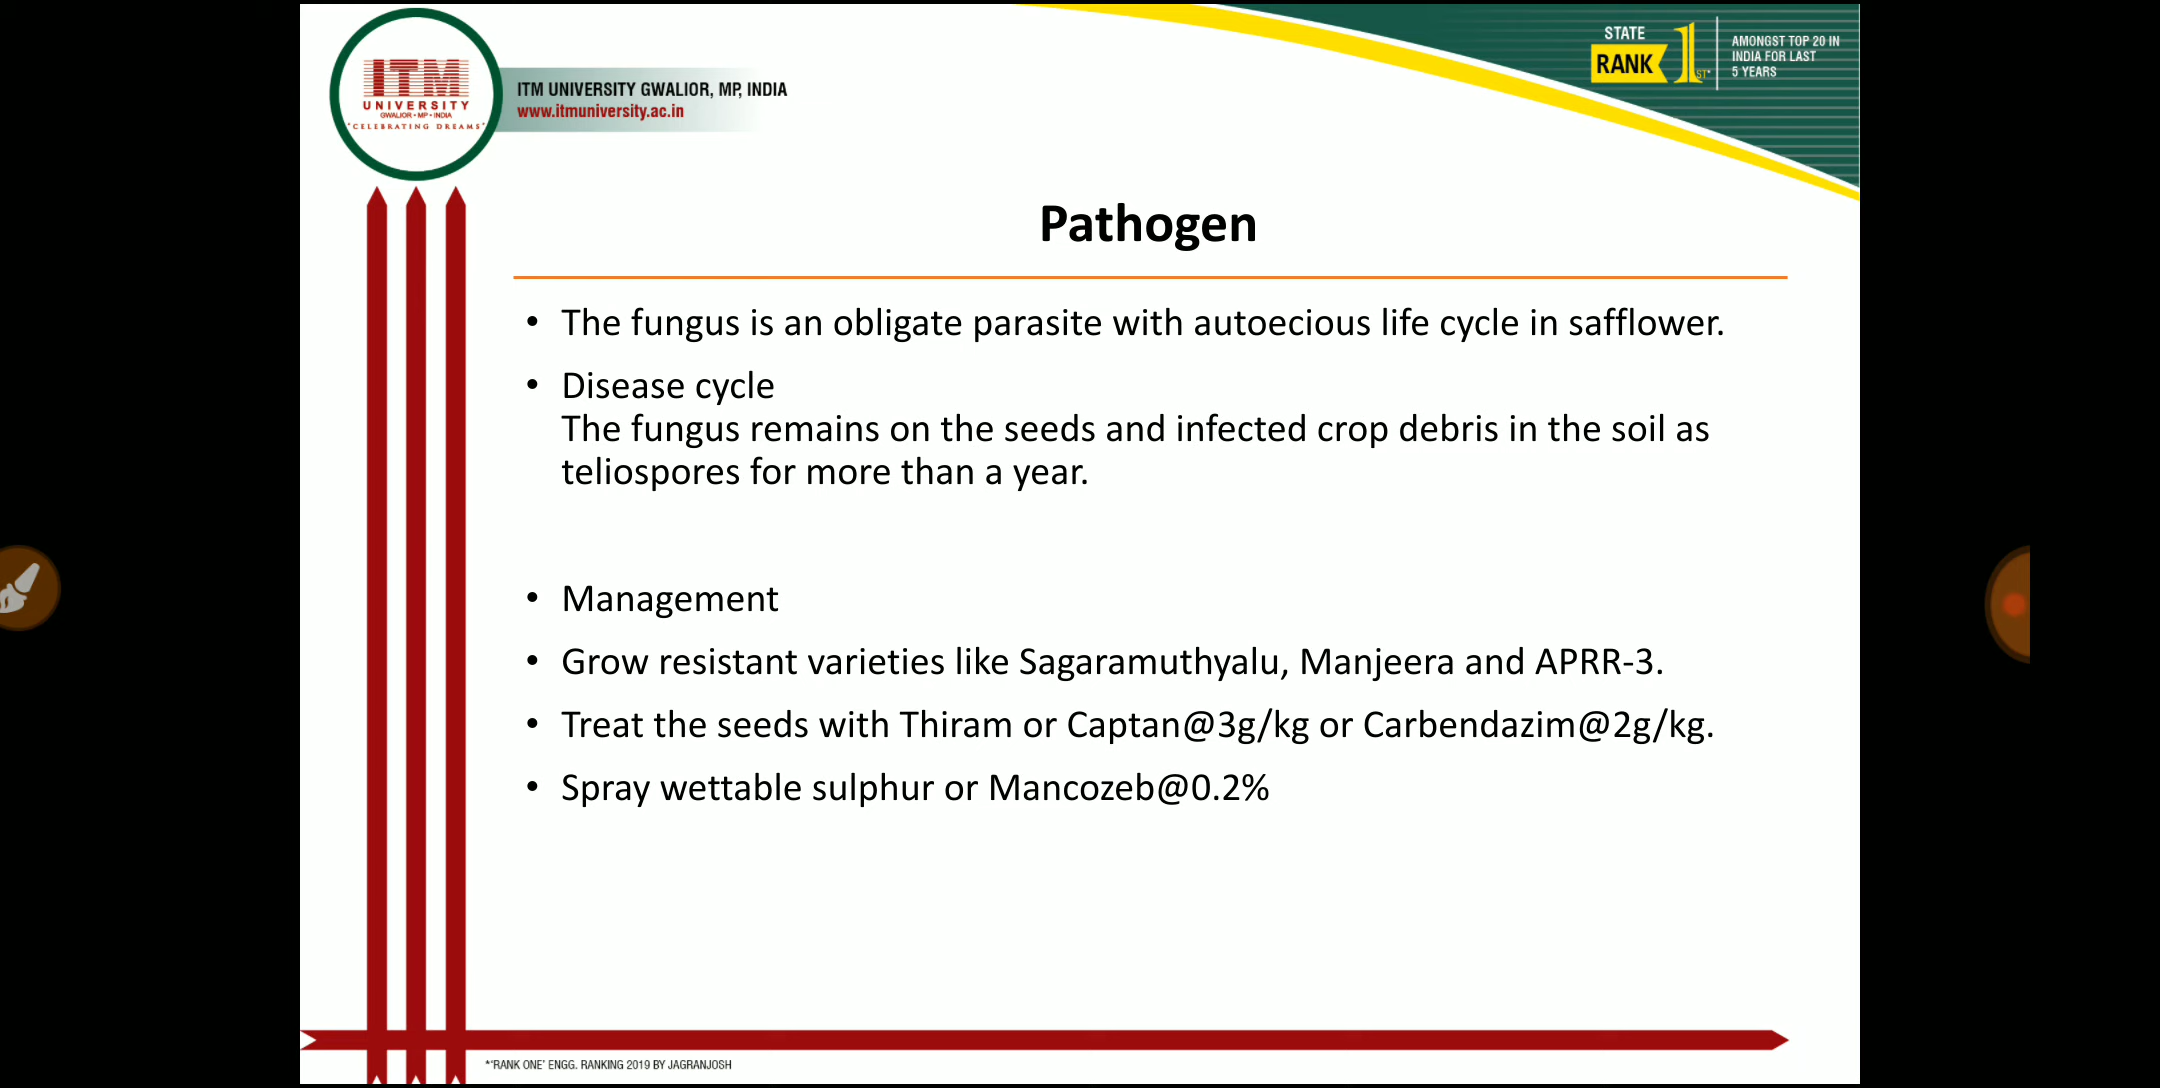 ITM
UNIVERSITY
GWALIOR • MP • INDIA
"CELEBRATING DREAMS"
ITM UNIVERSITY GWALIOR, MP, INDIA
www.itmuniversity.ac.in
STATE
RANK
1ST*
AMONGST TOP 20 IN
INDIA FOR LAST
5 YEARS
Pathogen
• The fungus is an obligate parasite with autoecious life cycle in safflower.
• Disease cycle
The fungus remains on the seeds and infected crop debris in the soil as
teliospores for more than a year.
• Management
• Grow resistant varieties like Sagaramuthyalu, Manjeera and APRR-3.
• Treat the seeds with Thiram or Captan@3g/kg or Carbendazim@2g/kg.
• Spray wettable sulphur or Mancozeb@0.2%
*'RANK ONE' ENGG. RANKING 2019 BY JAGRANJOSH